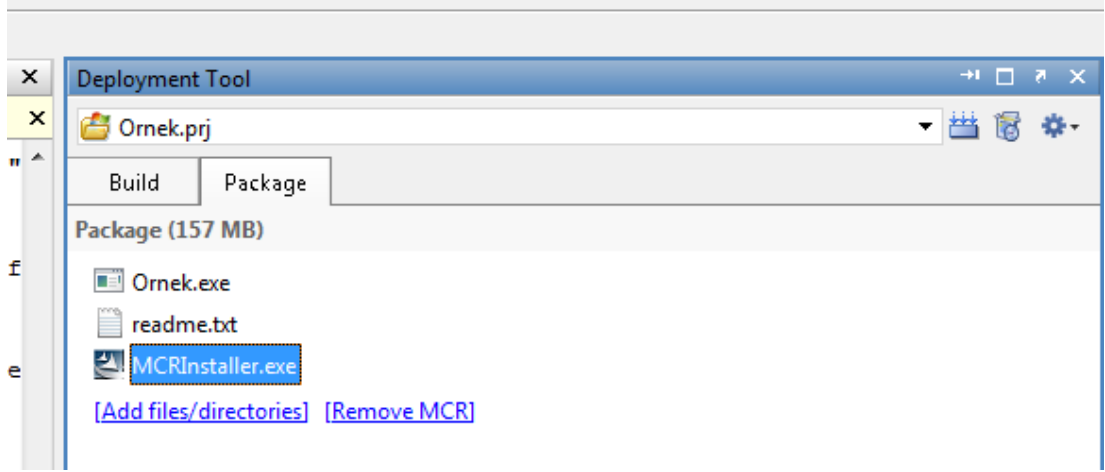 Deployment Tool
Ornek.prj
"
Build Package
Package (157 MB)
f
Ornek.exe
readme.txt
e
MCRInstaller.exe
[Add files/directories] [Remove MCR]